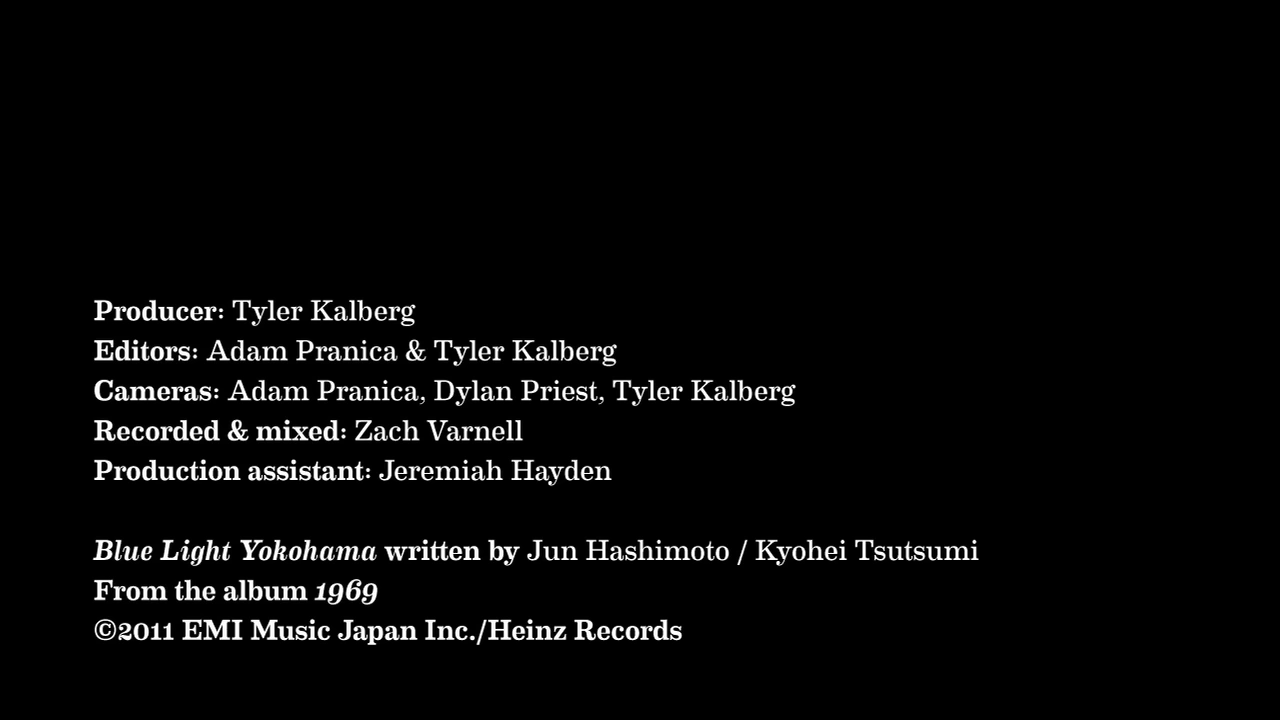 Producer: Tyler Kalberg
Editors: Adam Pranica & Tyler Kalberg
Cameras: Adam Pranica, Dylan Priest, Tyler Kalberg
Recorded & mixed: Zach Varnell
Production assistant: Jeremiah Hayden
Blue Light Yokohama written by Jun Hashimoto / Kyohei Tsutsumi
From the album 1969
©2011 EMI Music Japan Inc./Heinz Records